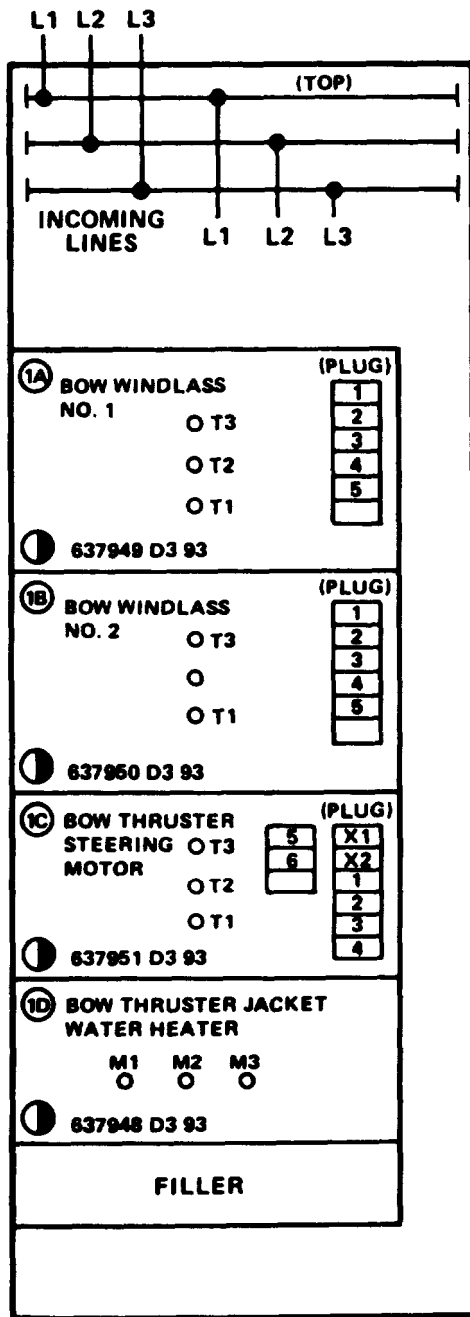 L1 L2 L3
(TOP)
INCOMING
LINES
L1 L2 L3
1A BOW WINDLASS
NO. 1
(PLUG)
T3
T2
T1
1
2
3
4
5
637949 D3 93
1B BOW WINDLASS
NO. 2
(PLUG)
T3
T1
1
2
3
4
5
637950 D3 93
1C BOW THRUSTER
STEERING
MOTOR
(PLUG)
T3
T2
T1
5
6
X1
X2
1
2
3
4
637951 D3 93
1D BOW THRUSTER JACKET
WATER HEATER
M1 M2 M3
637948 D3 93
FILLER